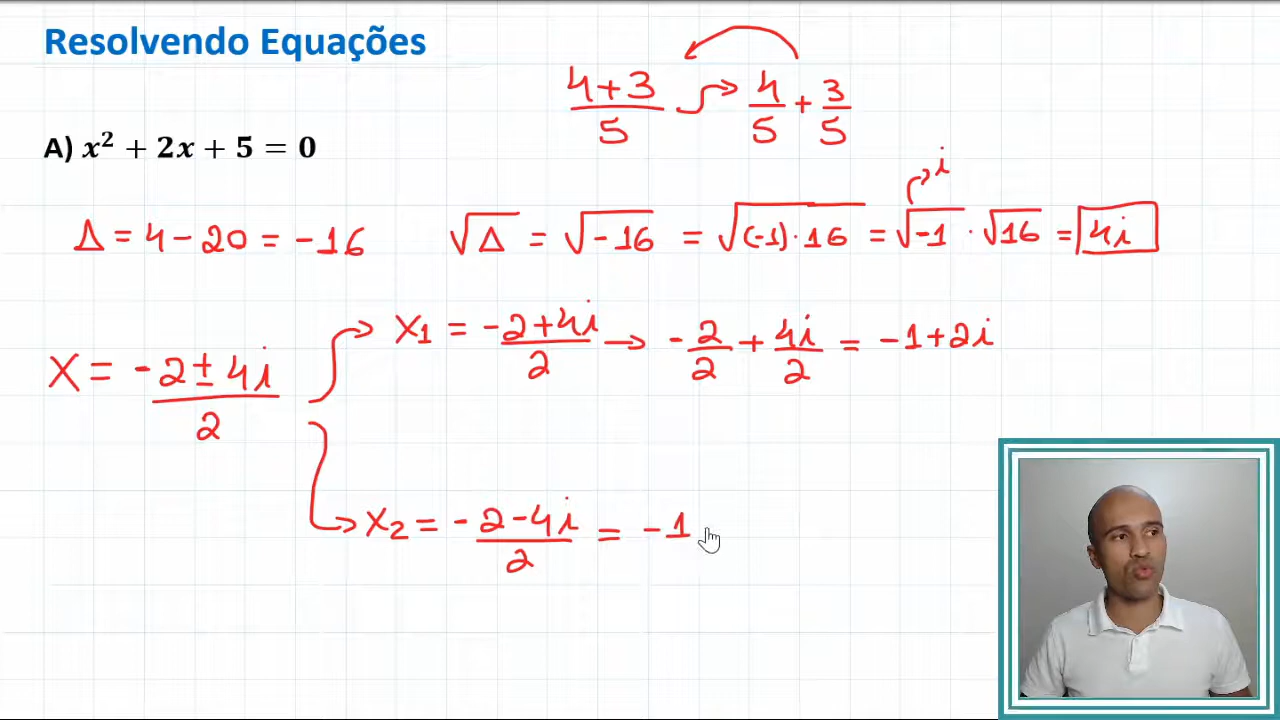 Resolvendo Equações
4+3/5 → 4/5 + 3/5
A) x² + 2x + 5 = 0
i
Δ = 4 - 20 = -16
√Δ = √-16 = √(-1)·16 = √-1 · √16 = 4i
x = -2 ± 4i/2
x₁ = -2+4i/2 → -2/2 + 4i/2 = -1+2i
x₂ = -2-4i/2 = -1